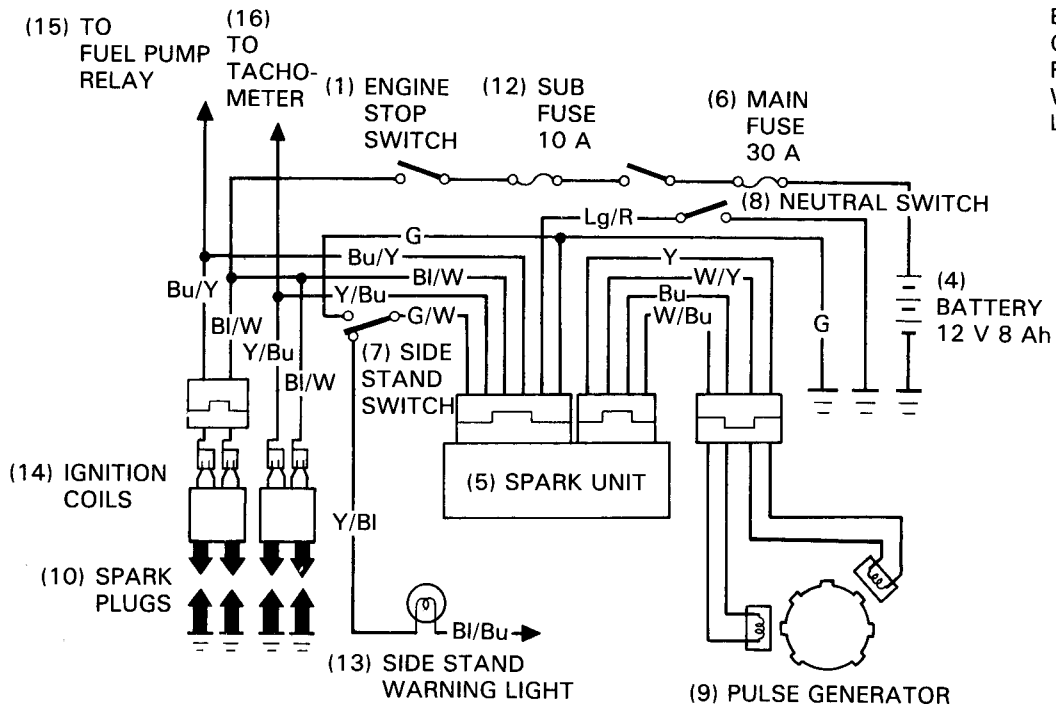 (15) TO
FUEL PUMP
RELAY
(16)
TO
TACHO-
METER
(1) ENGINE
STOP
SWITCH
(12) SUB
FUSE
10 A
(6) MAIN
FUSE
30 A
(8) NEUTRAL SWITCH
Lg/R
G
Bu/Y
Bl/W
Y/Bu
G/W
Y
W/Y
Bu
W/Bu
G
(4)
BATTERY
12 V 8 Ah
Bu/Y
Bl/W
Y/Bu
Bl/W
(7) SIDE
STAND
SWITCH
(14) IGNITION
COILS
(5) SPARK UNIT
Y/Bl
(10) SPARK
PLUGS
Bl/Bu
(13) SIDE STAND
WARNING LIGHT
(9) PULSE GENERATOR